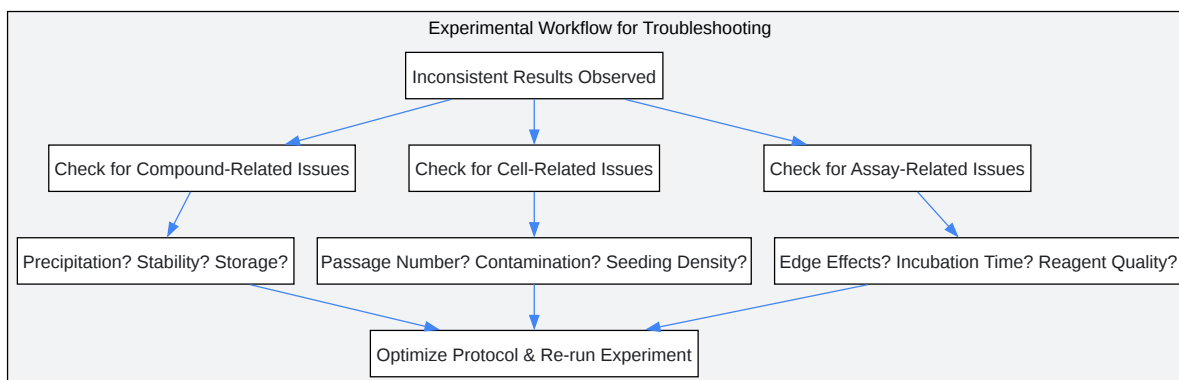 Experimental Workflow for Troubleshooting
Inconsistent Results Observed
Check for Compound-Related Issues
Check for Cell-Related Issues
Check for Assay-Related Issues
Precipitation? Stability? Storage?
Passage Number? Contamination? Seeding Density?
Edge Effects? Incubation Time? Reagent Quality?
Optimize Protocol & Re-run Experiment